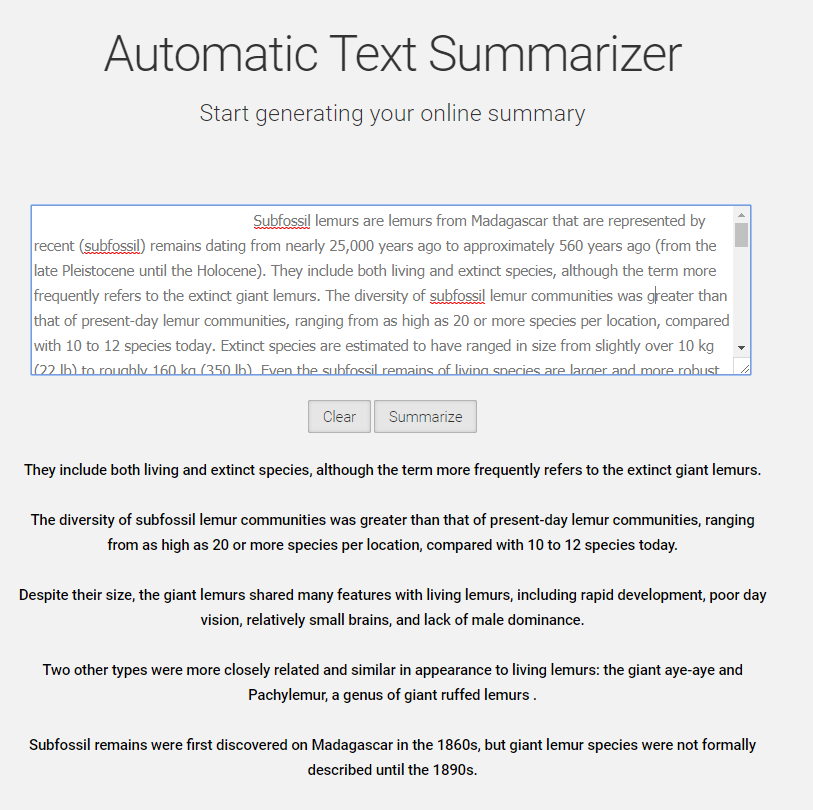 Automatic Text Summarizer
Start generating your online summary
Subfossil lemurs are lemurs from Madagascar that are represented by
recent (subfossil) remains dating from nearly 25,000 years ago to approximately 560 years ago (from the
late Pleistocene until the Holocene). They include both living and extinct species, although the term more
frequently refers to the extinct giant lemurs. The diversity of subfossil lemur communities was greater than
that of present-day lemur communities, ranging from as high as 20 or more species per location, compared
with 10 to 12 species today. Extinct species are estimated to have ranged in size from slightly over 10 kg
(22 lb) to roughly 160 kg (350 lb). Even the subfossil remains of living species are larger and more robust
Clear Summarize
They include both living and extinct species, although the term more frequently refers to the extinct giant lemurs.
The diversity of subfossil lemur communities was greater than that of present-day lemur communities, ranging
from as high as 20 or more species per location, compared with 10 to 12 species today.
Despite their size, the giant lemurs shared many features with living lemurs, including rapid development, poor day
vision, relatively small brains, and lack of male dominance.
Two other types were more closely related and similar in appearance to living lemurs: the giant aye-aye and
Pachylemur, a genus of giant ruffed lemurs .
Subfossil remains were first discovered on Madagascar in the 1860s, but giant lemur species were not formally
described until the 1890s.